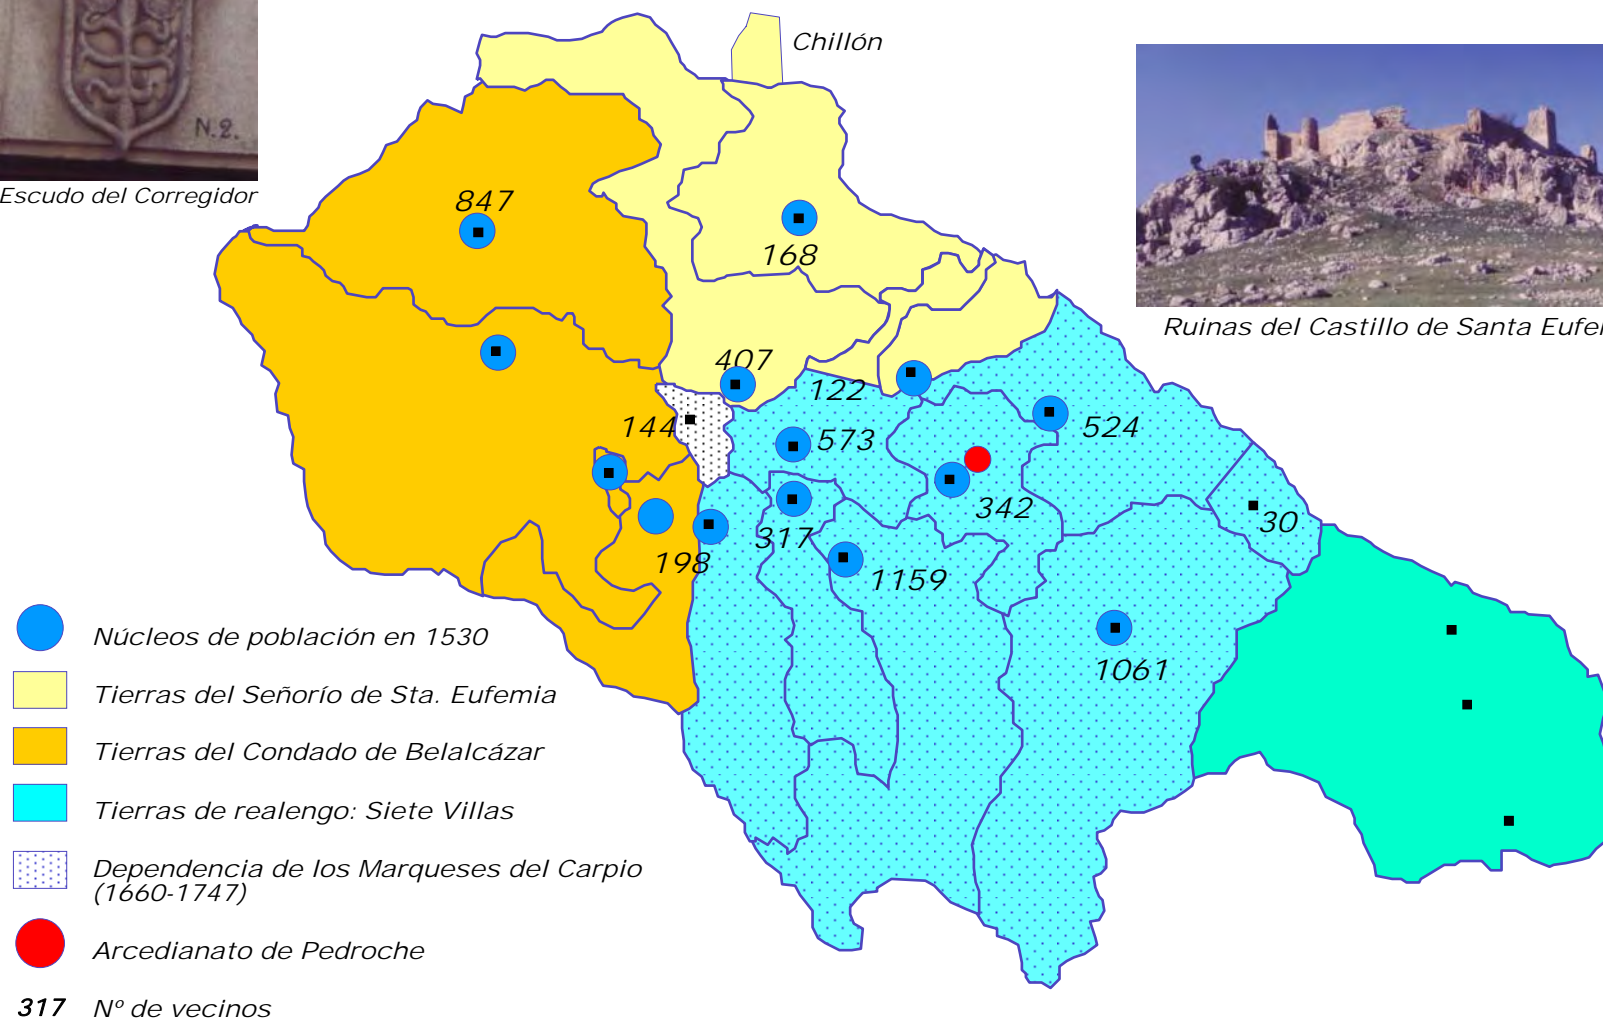 Chillón
N.2.
Escudo del Corregidor
Ruinas del Castillo de Santa Eufe
847
168
407
122
144
573
524
342
30
317
198
1159
1061
Núcleos de población en 1530
Tierras del Señorío de Sta. Eufemia
Tierras del Condado de Belalcázar
Tierras de realengo: Siete Villas
Dependencia de los Marqueses del Carpio
(1660-1747)
Arcedianato de Pedroche
317 Nº de vecinos